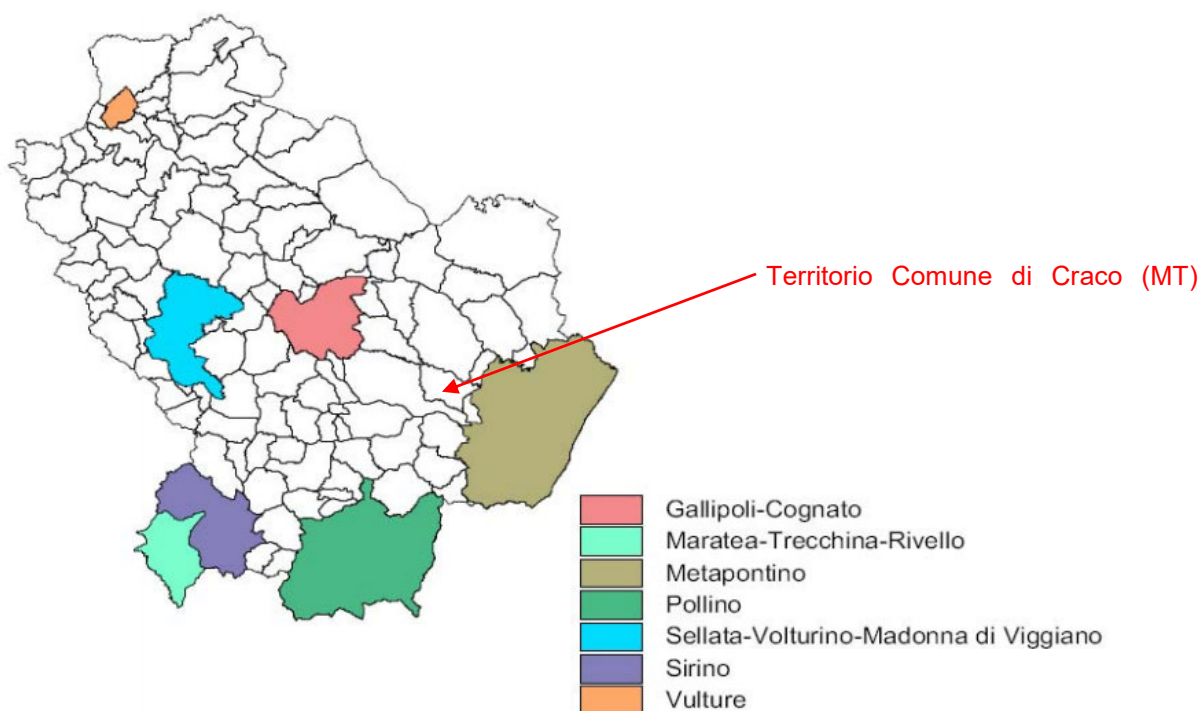 Territorio Comune di Craco (MT)
Gallipoli-Cognato
Maratea-Trecchina-Rivello
Metapontino
Pollino
Sellata-Volturino-Madonna di Viggiano
Sirino
Vulture